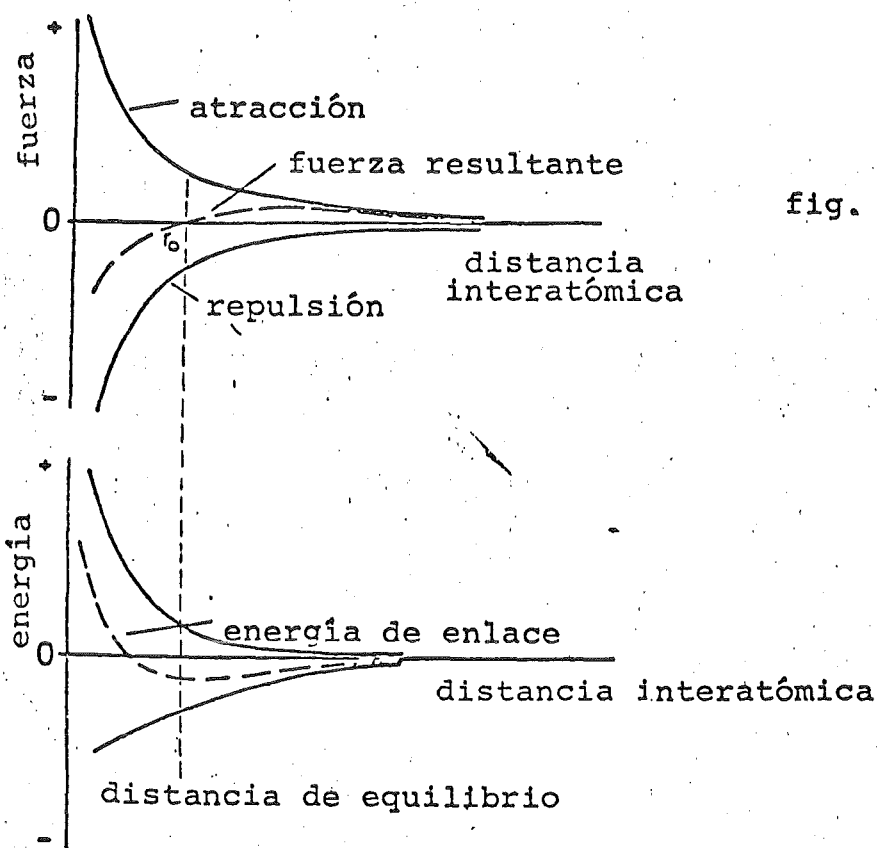 +
fuerza
atracción
fuerza resultante
fig.
0
r₀
distancia
interatómica
repulsión
-
+
energía
energía de enlace
0
distancia interatómica
distancia de equilibrio
-